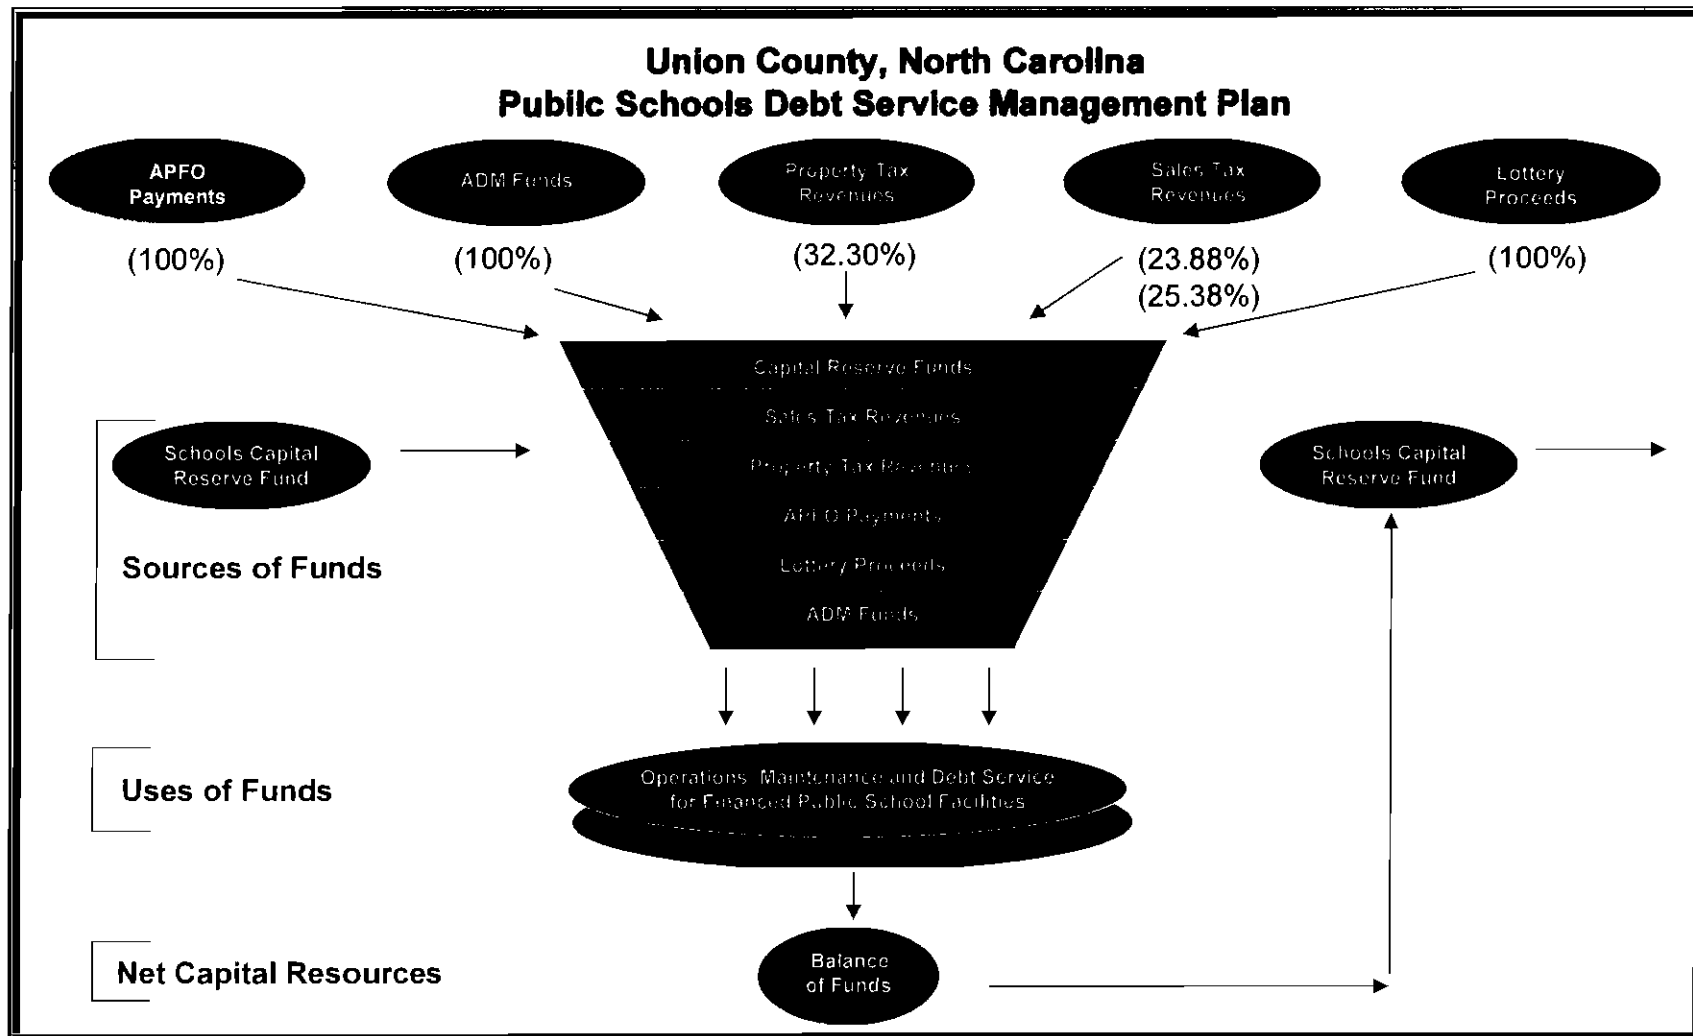 Union County, North Carolina
Public Schools Debt Service Management Plan
APFO
Payments
ADM Funds
Property Tax
Revenues
Sales Tax
Revenues
Lottery
Proceeds
(100%)
(100%)
(32.30%)
(23.88%)
(25.38%)
(100%)
Capital Reserve Funds
Sales Tax Revenues
Property Tax Revenues
APFO Payments
Lottery Proceeds
ADM Funds
Schools Capital
Reserve Fund
Schools Capital
Reserve Fund
Sources of Funds
Uses of Funds
Operations, Maintenance and Debt Service
for Financed Public School Facilities
Net Capital Resources
Balance
of Funds